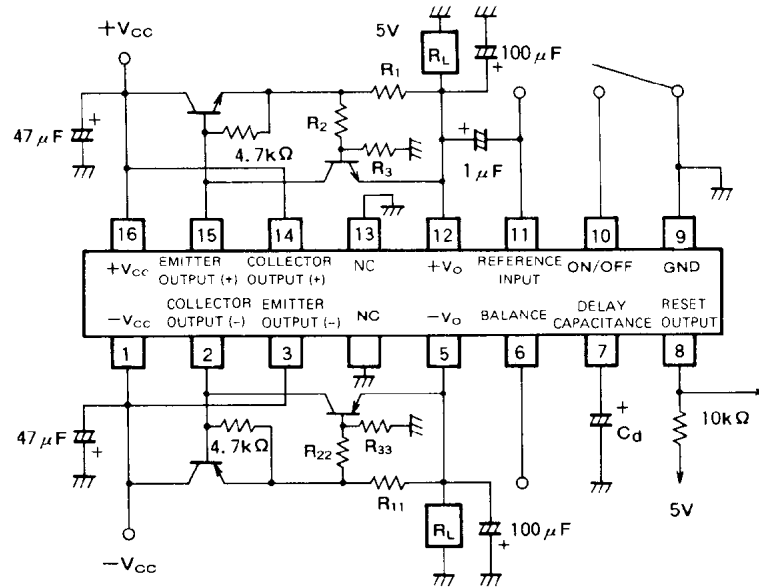 +VCC
5V
RL
100μF
+
R1
47μF
+
R2
4.7kΩ
R3
+
1μF
16 15 14 13 12 11 10 9
+VCC EMITTER OUTPUT (+) COLLECTOR OUTPUT (+) NC +VO REFERENCE INPUT ON/OFF GND
−VCC COLLECTOR OUTPUT (−) EMITTER OUTPUT (−) NC −VO BALANCE DELAY CAPACITANCE RESET OUTPUT
1 2 3 5 6 7 8
47μF
+
4.7kΩ
R22
R33
+
Cd
10kΩ
R11
RL
100μF
+
5V
−VCC